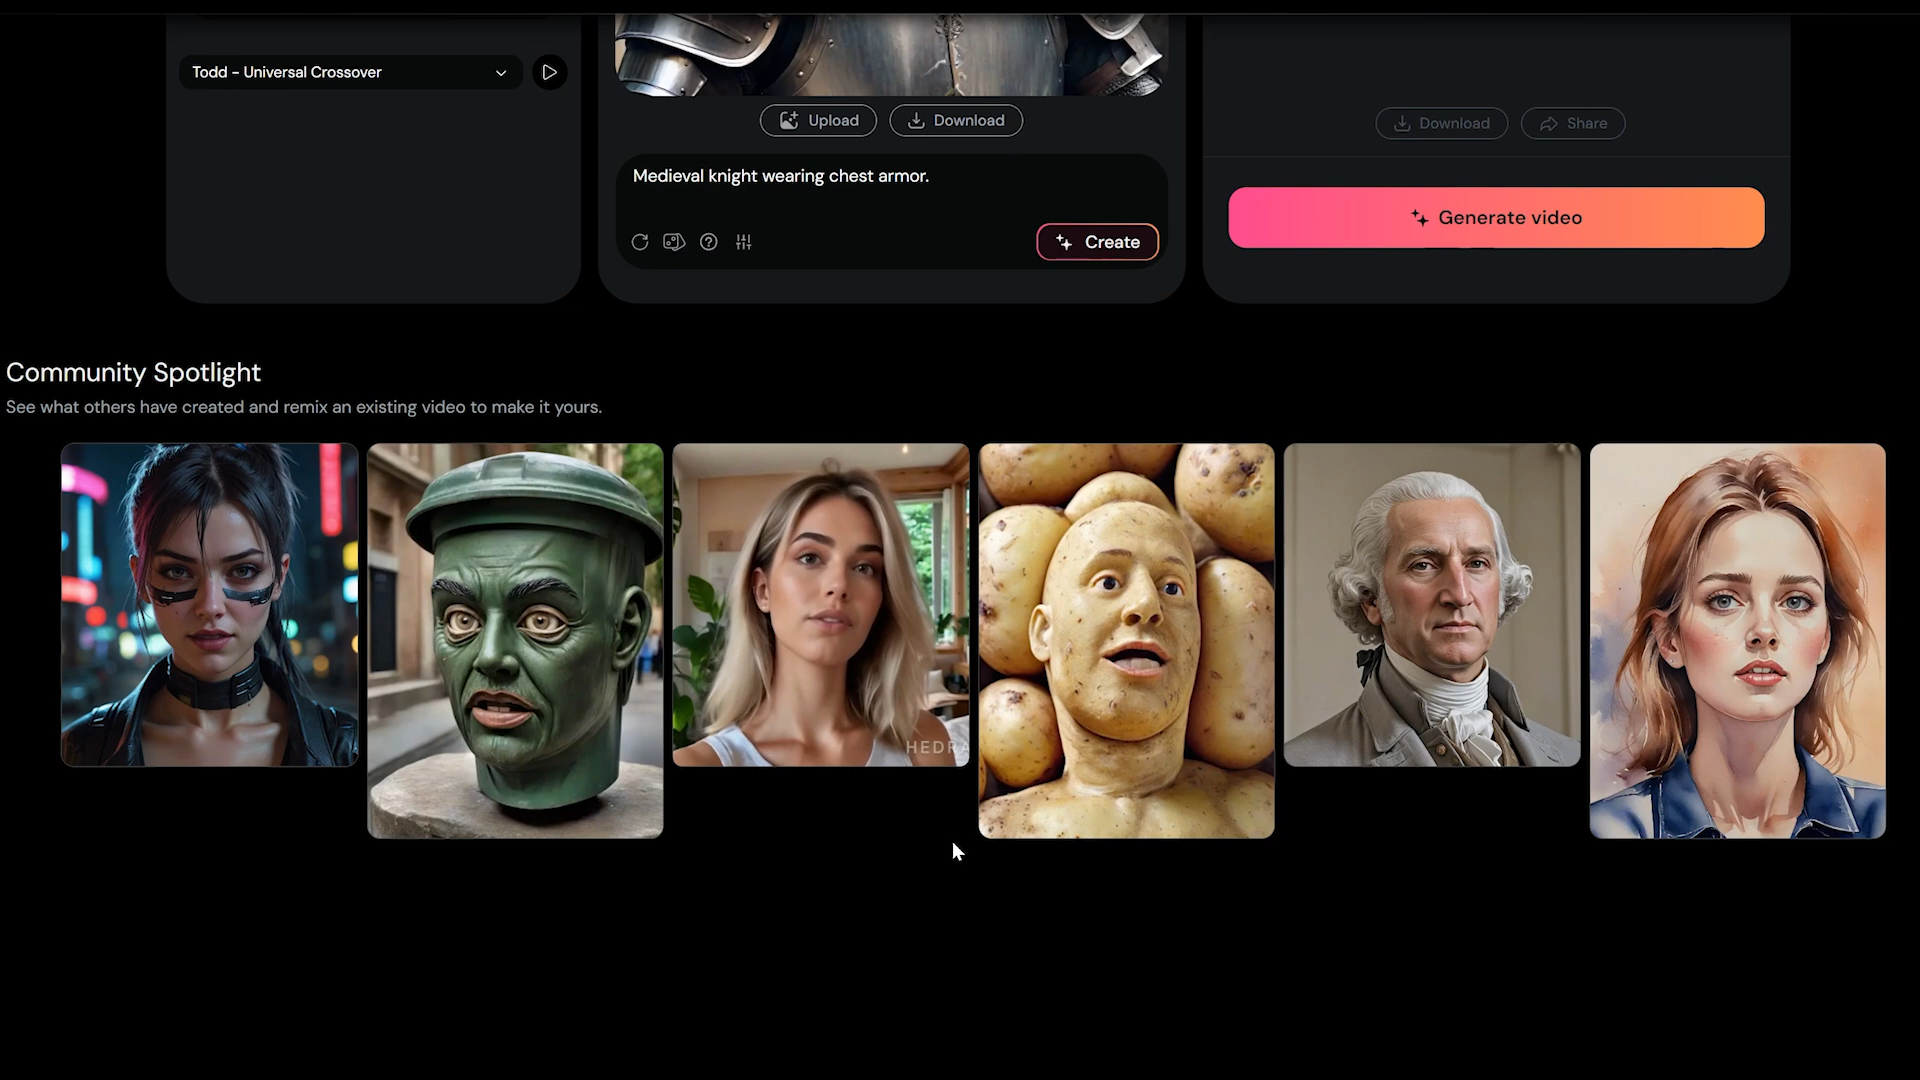 Todd - Universal Crossover
Upload
Download
Medieval knight wearing chest armor.
Create
Download
Share
Generate video
Community Spotlight
See what others have created and remix an existing video to make it yours.
HEDRA